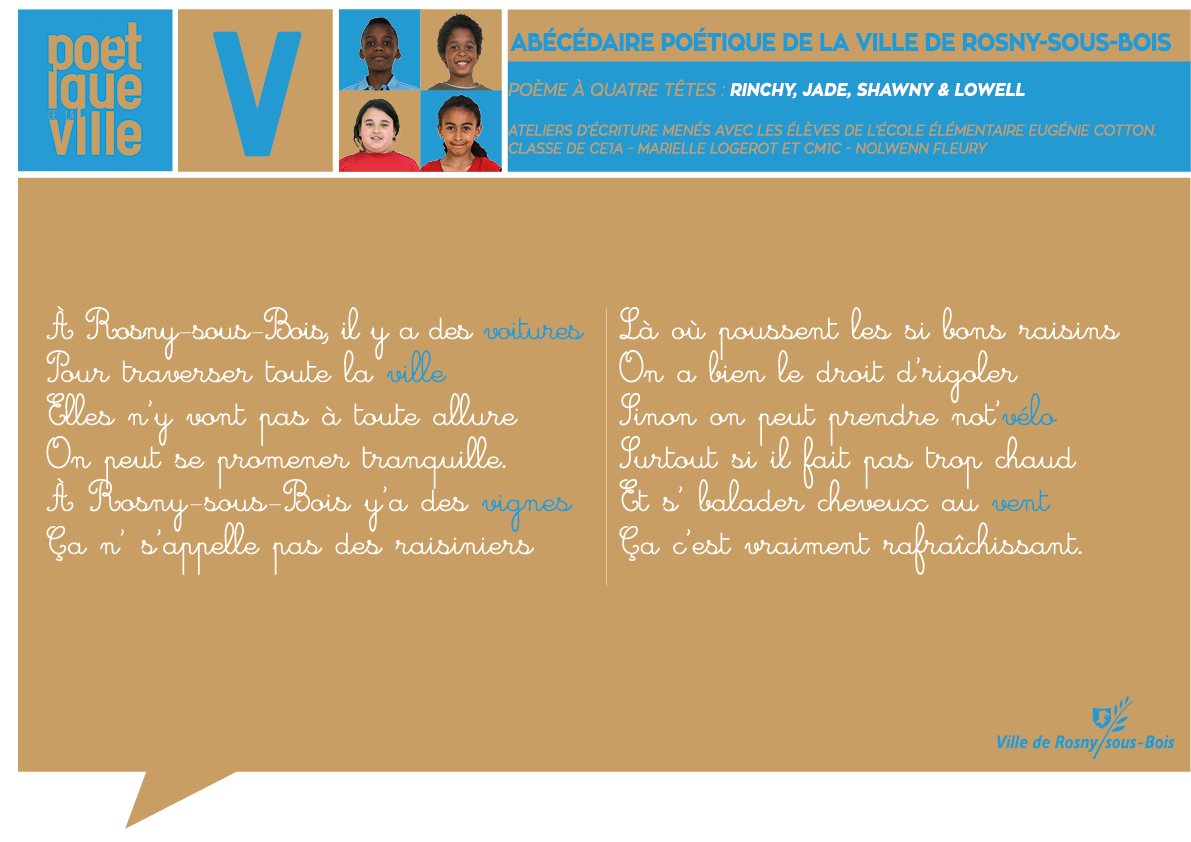 poët
ique
DE LA
ville
V
ABÉCÉDAIRE POÉTIQUE DE LA VILLE DE ROSNY-SOUS-BOIS
POÈME À QUATRE TÊTES : RINCHY, JADE, SHAWNY & LOWELL
ATELIERS D'ÉCRITURE MENÉS AVEC LES ÉLÈVES DE L'ÉCOLE ÉLÉMENTAIRE EUGÉNIE COTTON.
CLASSE DE CE1A - MARIELLE LOGEROT ET CM1C - NOLWENN FLEURY
À Rosny-sous-Bois, il y a des voitures
Pour traverser toute la ville
Elles n'y vont pas à toute allure
On peut se promener tranquille.
À Rosny-sous-Bois y'a des vignes
Ça n' s'appelle pas des raisiniers
Là où poussent les si bons raisins
On a bien le droit d'rigoler
Sinon on peut prendre not'vélo
Surtout si il fait pas trop chaud
Et s' balader cheveux au vent
Ça c'est vraiment rafraîchissant.
Ville de Rosny/sous-Bois